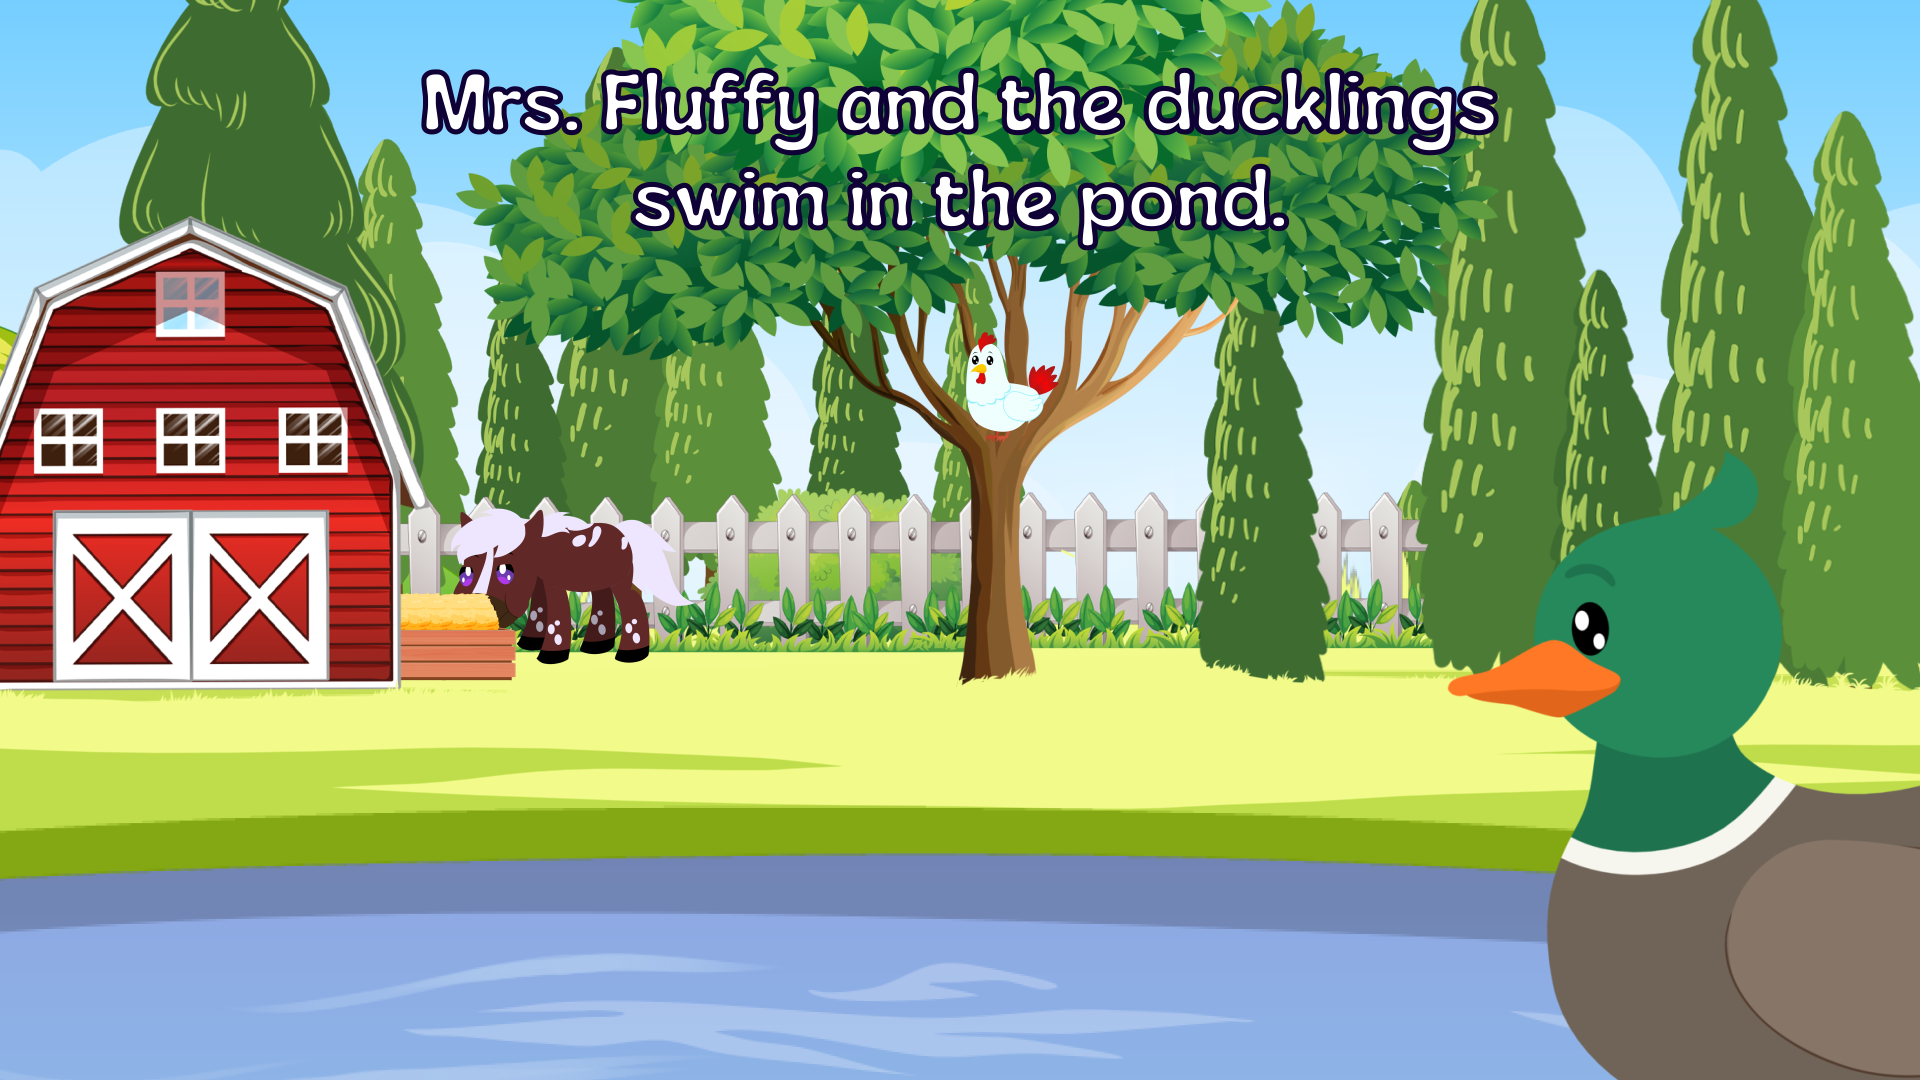 Mrs. Fluffy and the ducklings
swim in the pond.